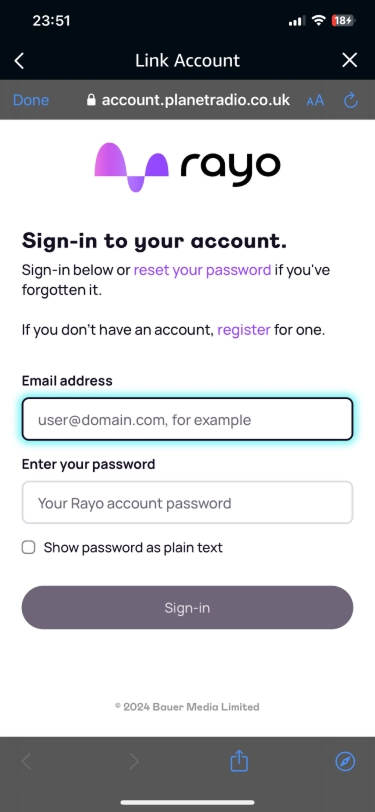 23:51
18
Link Account
Done
account.planetradio.co.uk
AA
rayo
Sign-in to your account.
Sign-in below or reset your password if you've
forgotten it.
If you don't have an account, register for one.
Email address
user@domain.com, for example
Enter your password
Your Rayo account password
Show password as plain text
Sign-in
© 2024 Bauer Media Limited